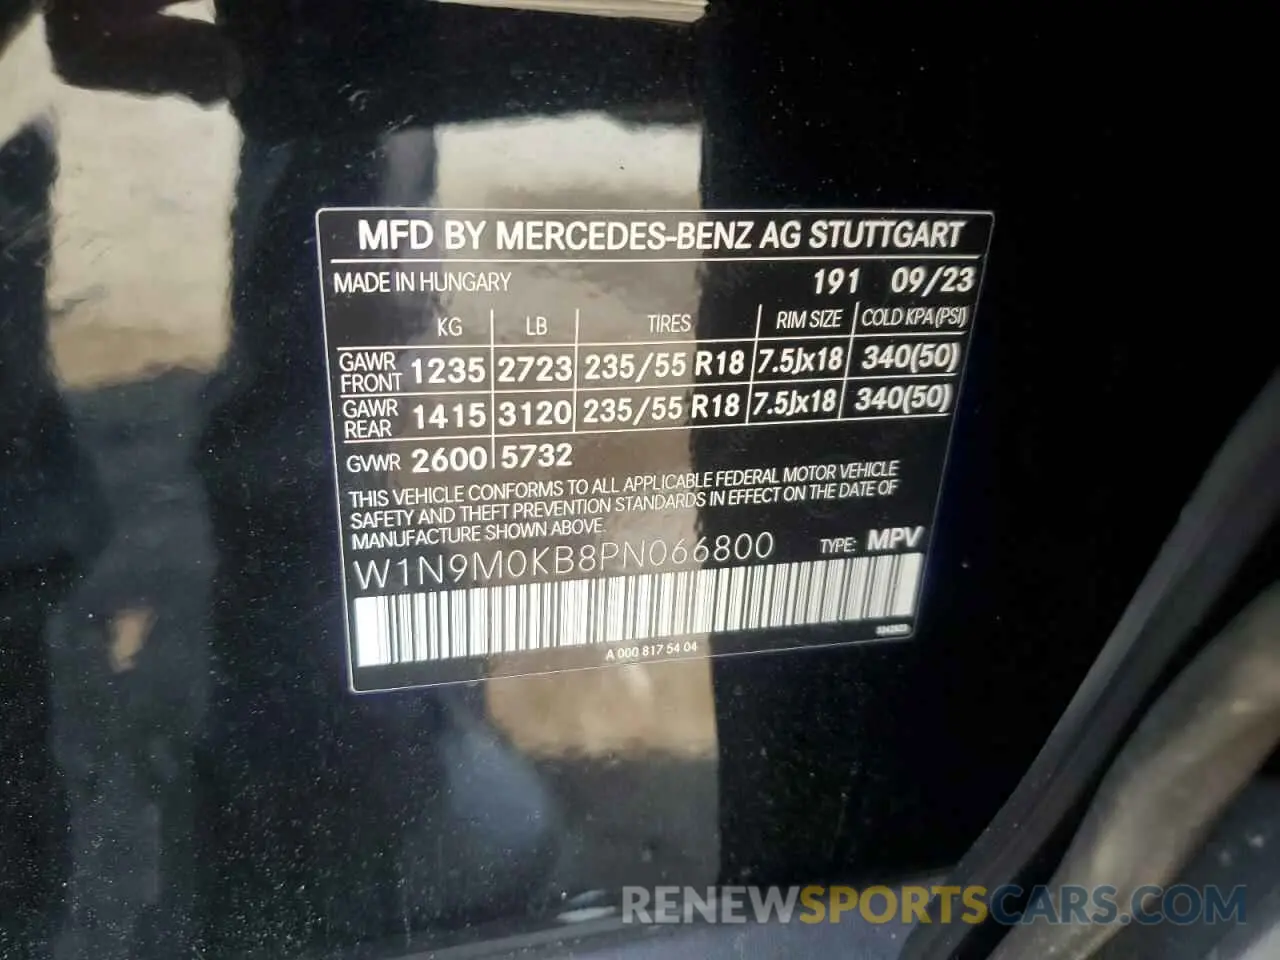 MFD BY MERCEDES-BENZ AG STUTTGART
MADE IN HUNGARY 191 09/23
KG LB TIRES RIM SIZE COLD KPA(PSI)
GAWR FRONT 1235 2723 235/55 R18 7.5Jx18 340(50)
GAWR REAR 1415 3120 235/55 R18 7.5Jx18 340(50)
GVWR 2600 5732
THIS VEHICLE CONFORMS TO ALL APPLICABLE FEDERAL MOTOR VEHICLE
SAFETY AND THEFT PREVENTION STANDARDS IN EFFECT ON THE DATE OF
MANUFACTURE SHOWN ABOVE.
W1N9M0KB8PN066800 TYPE: MPV
A 000 817 54 04
RENEWSPORTSCARS.COM